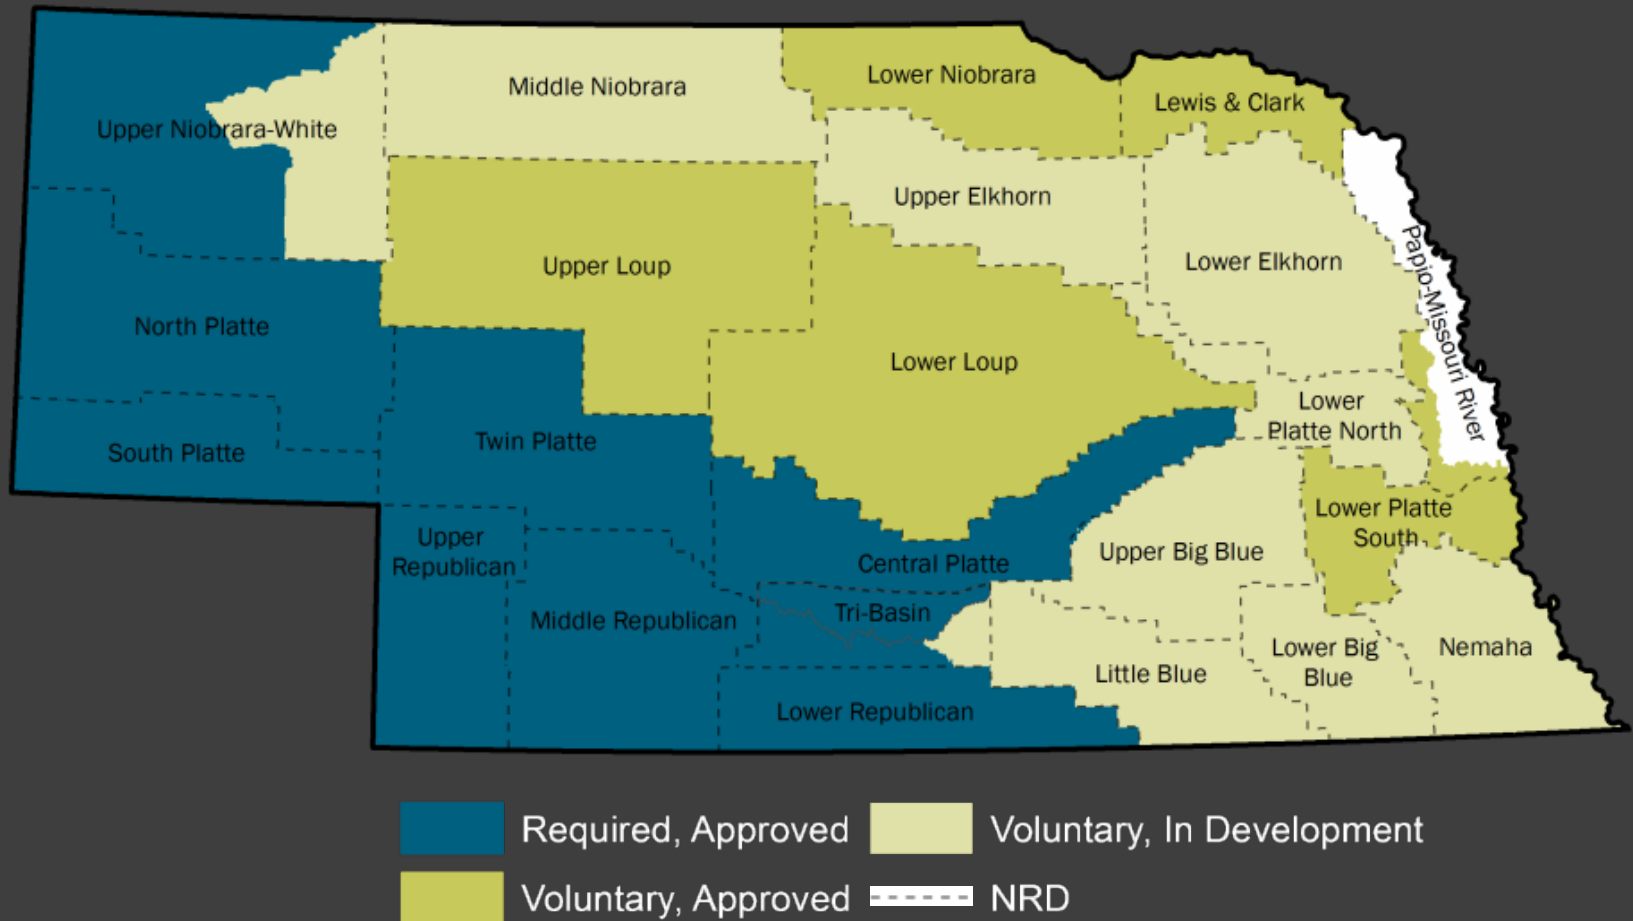 Middle Niobrara
Lower Niobrara
Lewis & Clark
Upper Niobrara-White
Upper Elkhorn
Lower Elkhorn
Upper Loup
Papio-Missouri River
North Platte
Lower Loup
Lower
Platte North
South Platte
Twin Platte
Lower Platte
South
Upper
Republican
Central Platte
Upper Big Blue
Middle Republican
Tri-Basin
Lower Big
Blue
Nemaha
Little Blue
Lower Republican
Required, Approved
Voluntary, In Development
Voluntary, Approved
NRD